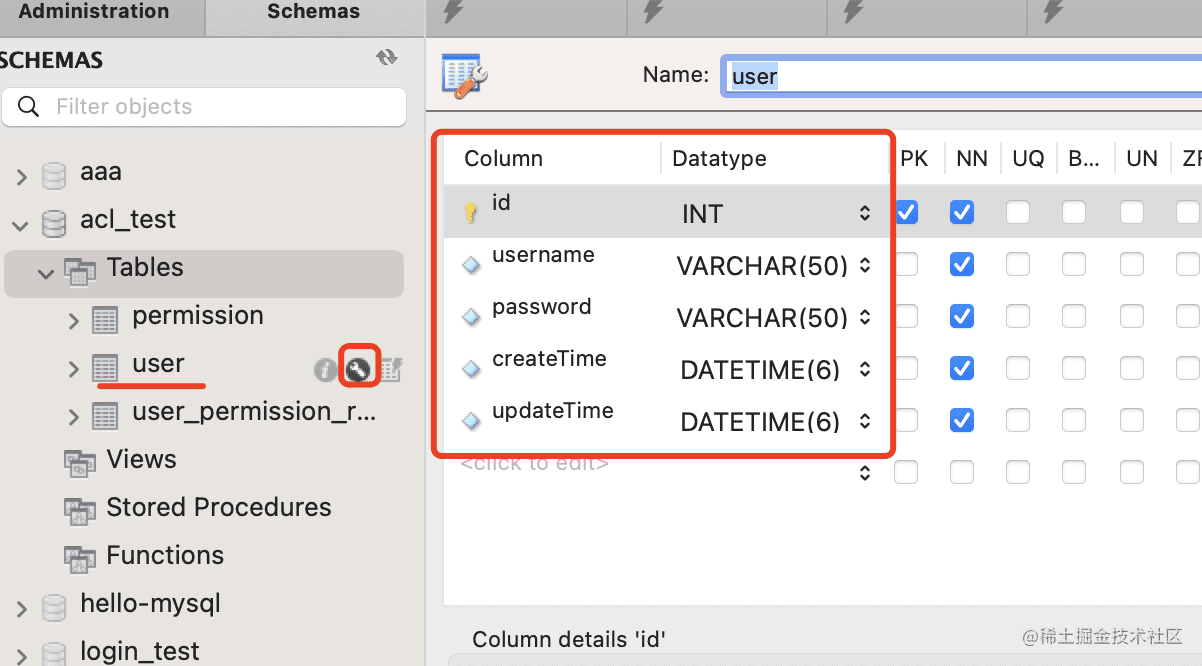 Administration
Schemas
SCHEMAS
Filter objects
aaa
acl_test
Tables
permission
user
user_permission_r...
Views
Stored Procedures
Functions
hello-mysql
login_test
Name: user
Column Datatype PK NN UQ B... UN ZF
id INT
username VARCHAR(50)
password VARCHAR(50)
createTime DATETIME(6)
updateTime DATETIME(6)
<click to edit>
Column details 'id'
@稀土掘金技术社区